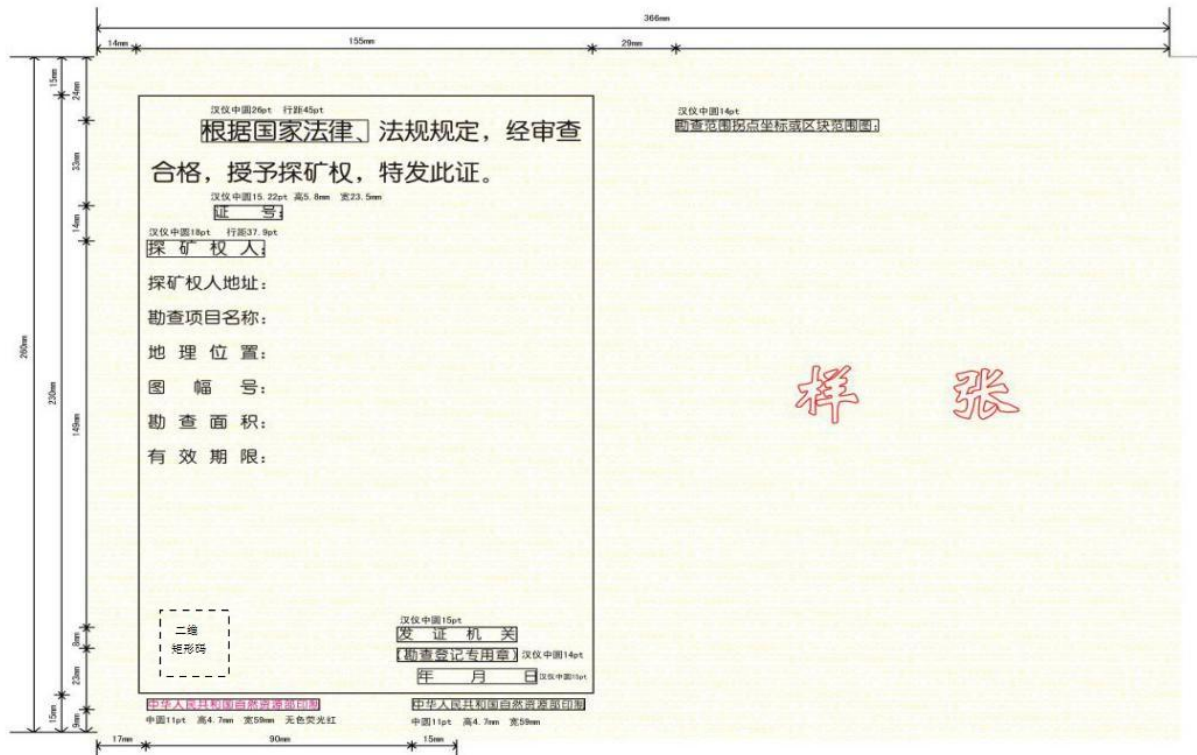 366mm
14mm 155mm 29mm
15mm
24mm
汉仪中圆26pt 行距45pt
根据国家法律、法规规定，经审查
合格，授予探矿权，特发此证。
汉仪中圆14pt
勘查范围拐点坐标或区块范围图：
33mm
汉仪中圆15.22pt 高5.8mm 宽23.5mm
证 号：
14mm
汉仪中圆18pt 行距37.9pt
探矿权人：
探矿权人地址：
勘查项目名称：
地理位置：
图幅号：
勘查面积：
有效期限：
260mm
230mm
149mm
样 张
二维
矩形码
汉仪中圆15pt
发证机关
（勘查登记专用章） 汉仪中圆14pt
年 月 日 汉仪中圆15pt
8mm
23mm
15mm
9mm
中华人民共和国自然资源部印制
中圆11pt 高4.7mm 宽59mm 无色荧光红
中华人民共和国自然资源部印制
中圆11pt 高4.7mm 宽59mm
17mm 90mm 15mm